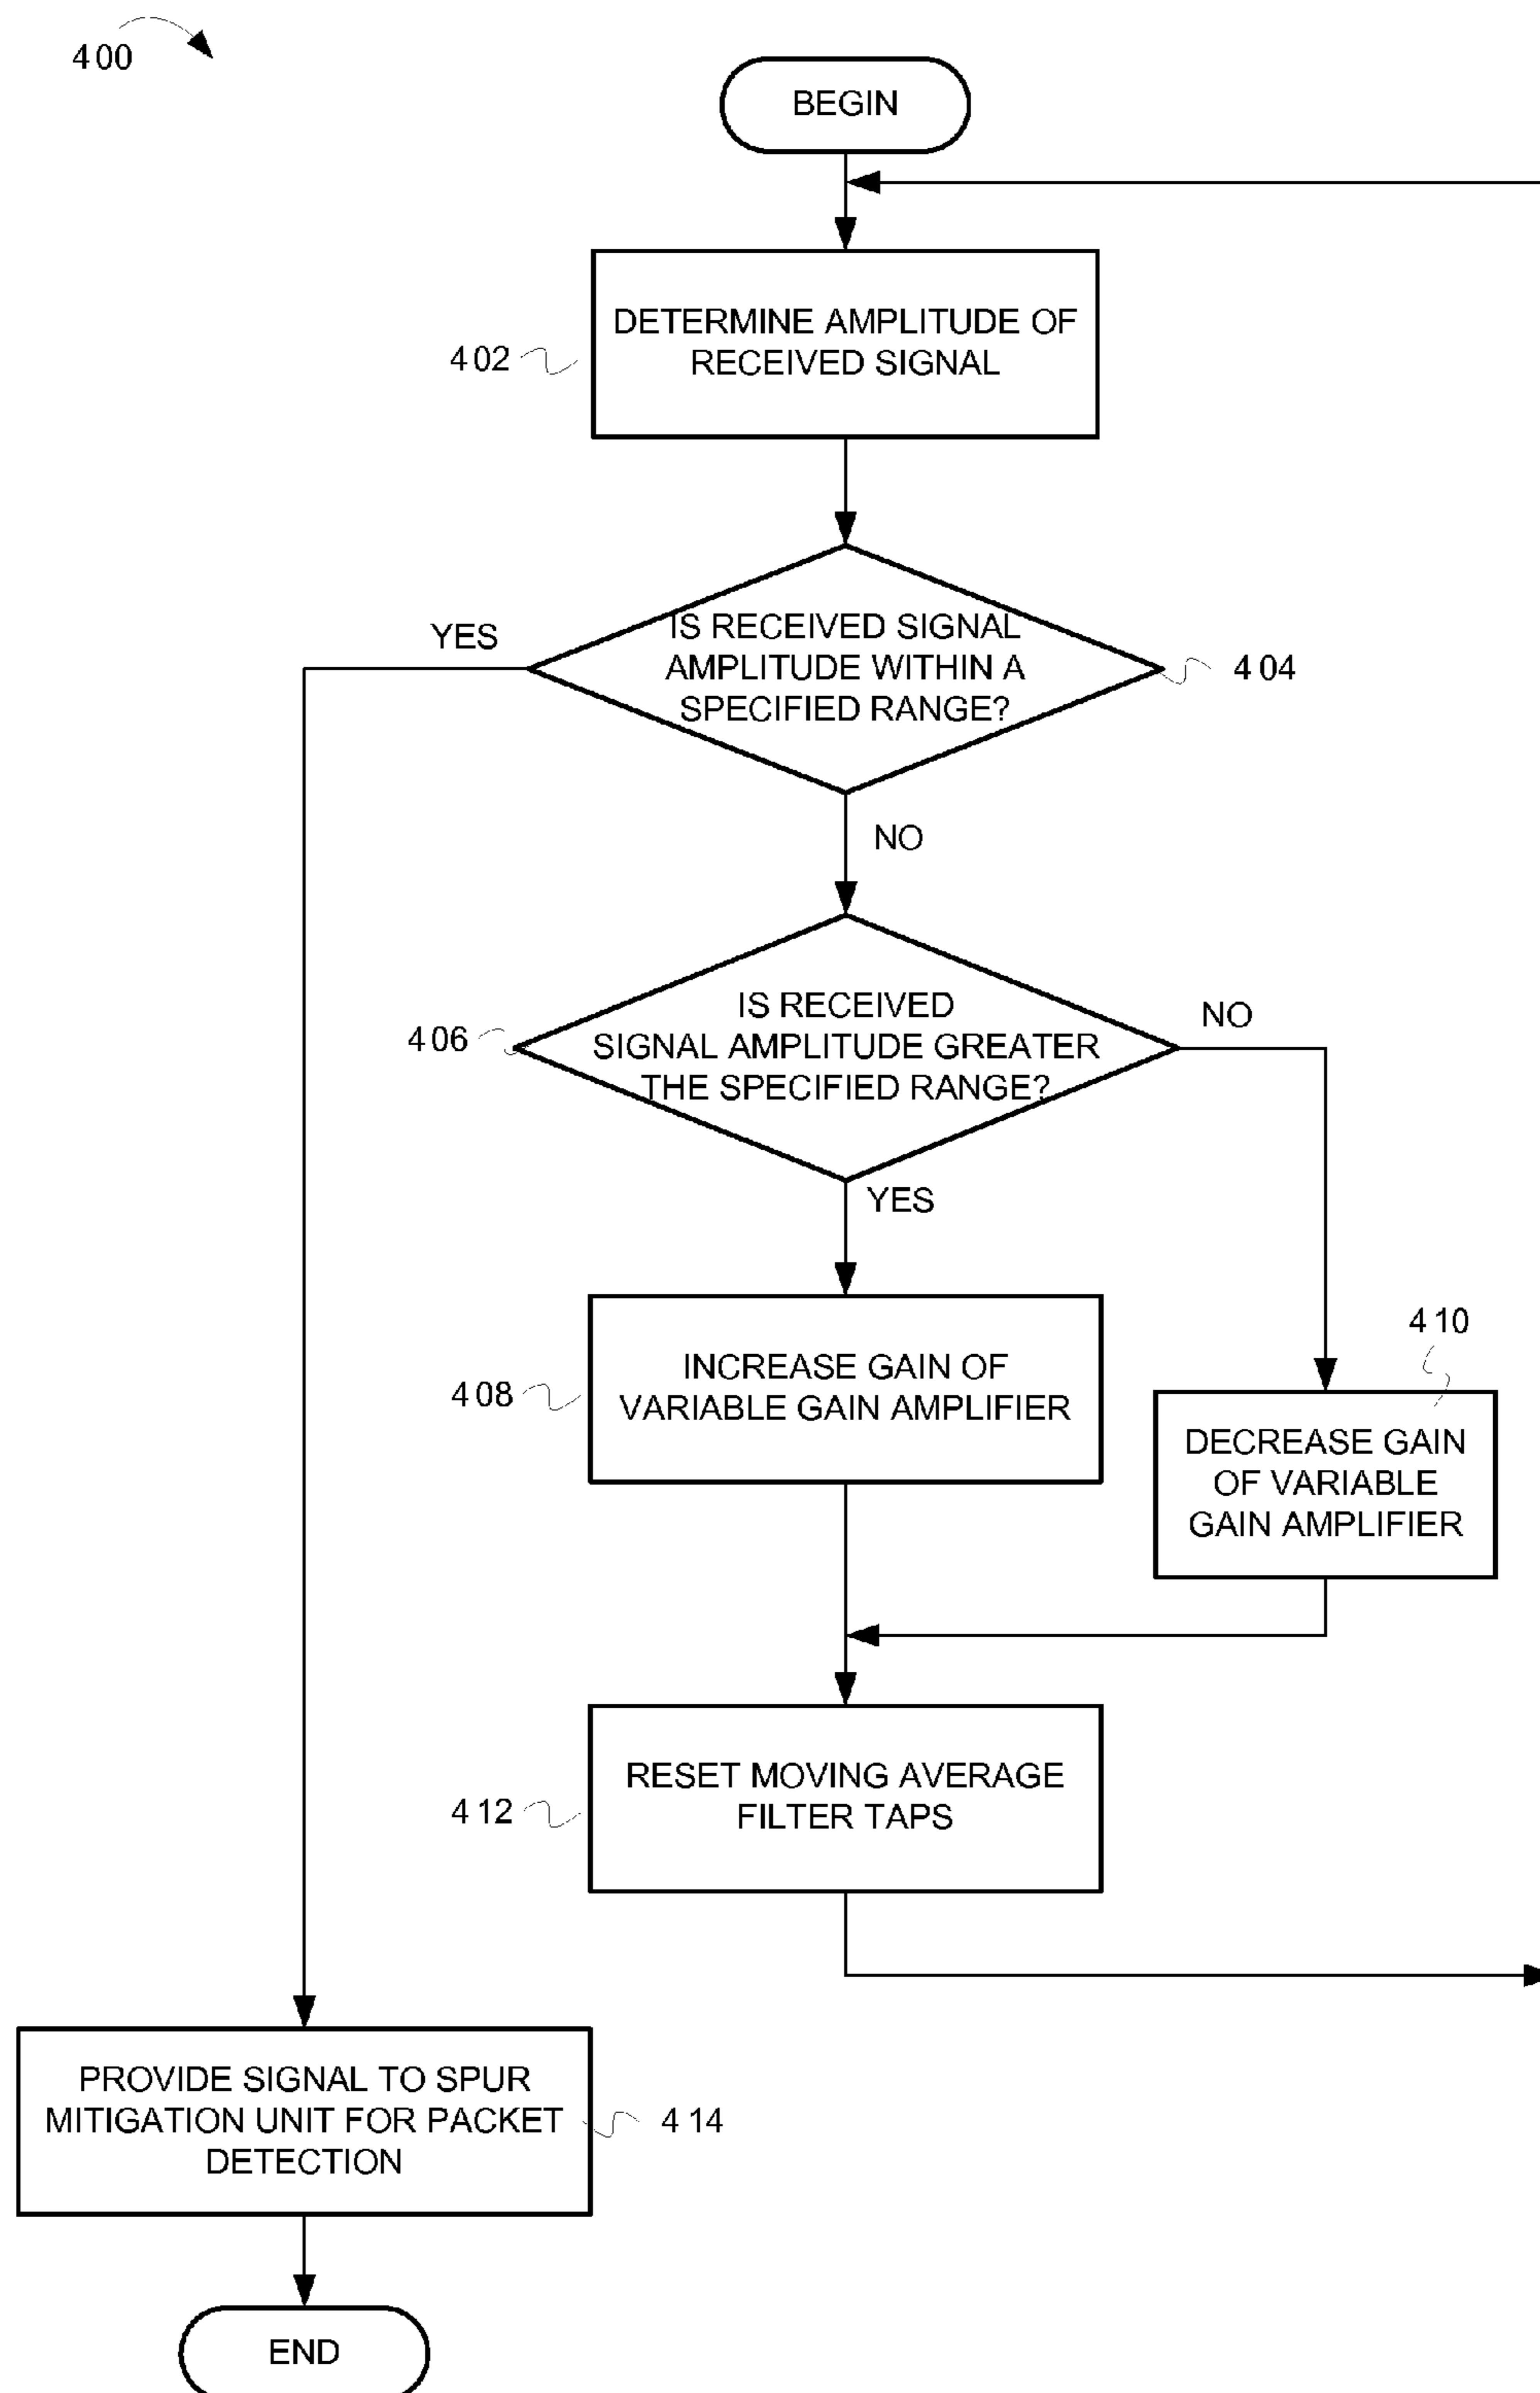 400
BEGIN
DETERMINE AMPLITUDE OF
RECEIVED SIGNAL
402
YES
IS RECEIVED SIGNAL
AMPLITUDE WITHIN A
SPECIFIED RANGE?
404
NO
IS RECEIVED
SIGNAL AMPLITUDE GREATER
THE SPECIFIED RANGE?
406
NO
YES
INCREASE GAIN OF
VARIABLE GAIN AMPLIFIER
408
410
DECREASE GAIN
OF VARIABLE
GAIN AMPLIFIER
RESET MOVING AVERAGE
FILTER TAPS
412
PROVIDE SIGNAL TO SPUR
MITIGATION UNIT FOR PACKET
DETECTION
414
END